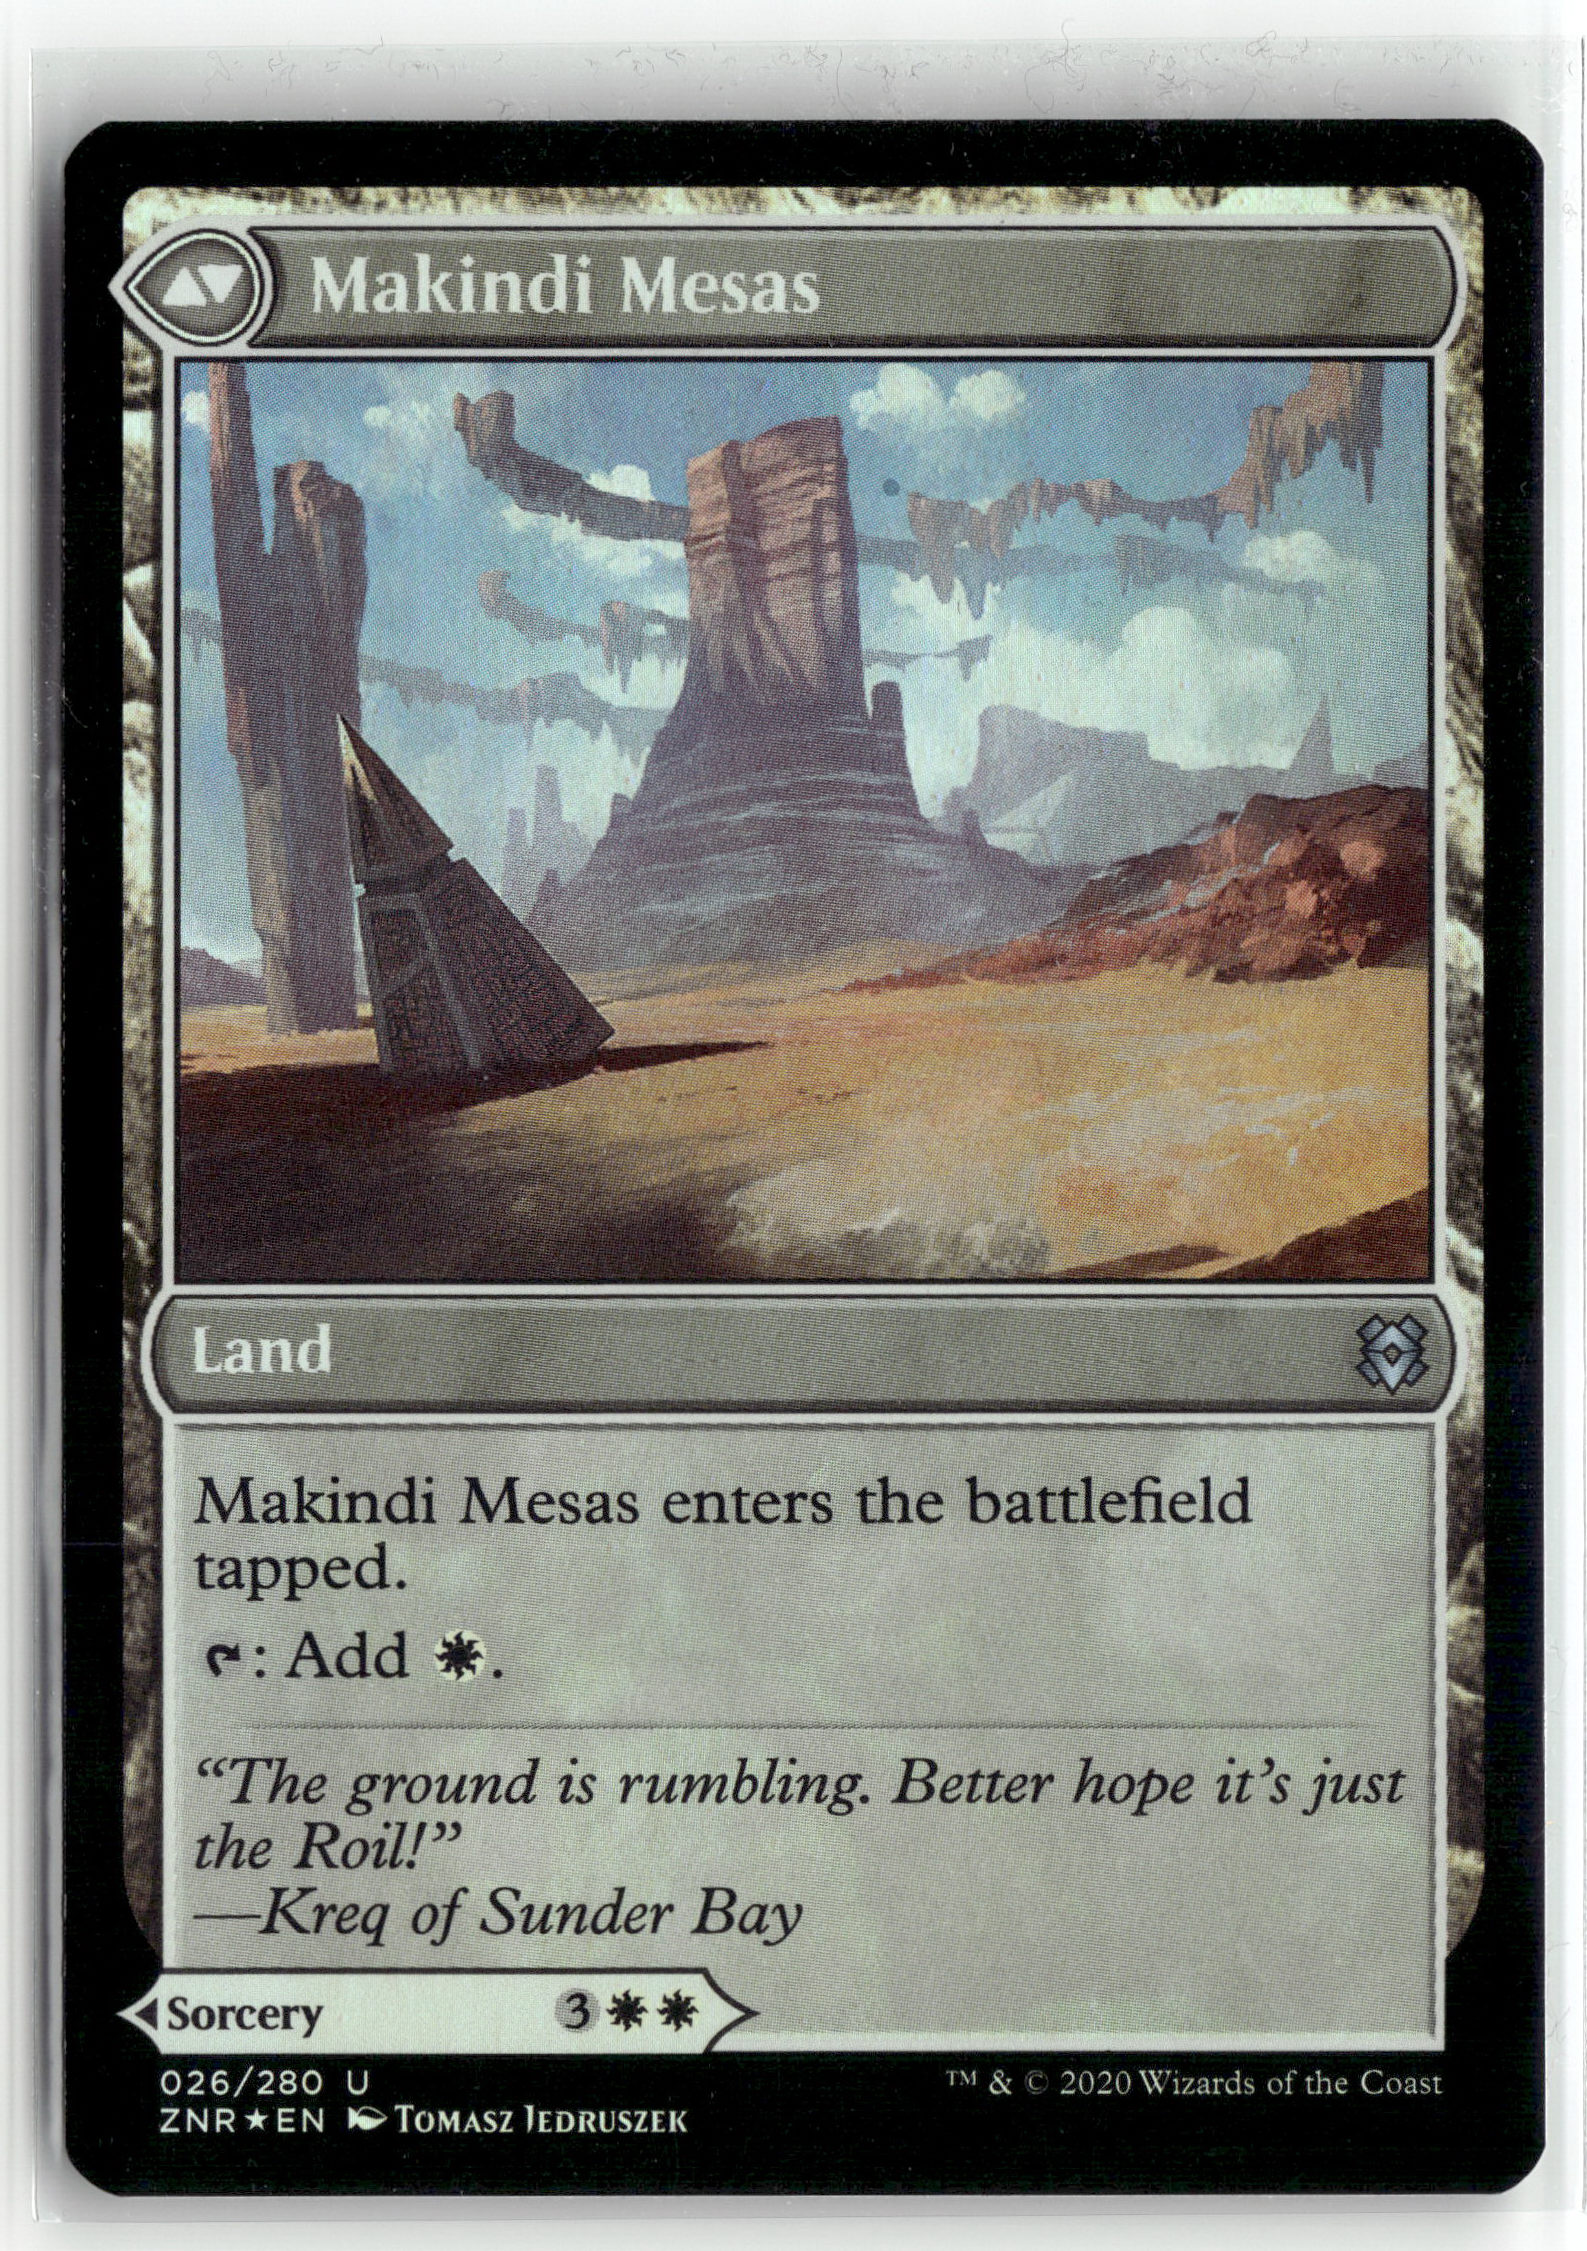 Makindi Mesas
Land
Makindi Mesas enters the battlefield
tapped.
: Add .
“The ground is rumbling. Better hope it’s just
the Roil!”
—Kreq of Sunder Bay
Sorcery 3
026/280 U
ZNR★EN Tomasz Jedruszek
™ & © 2020 Wizards of the Coast